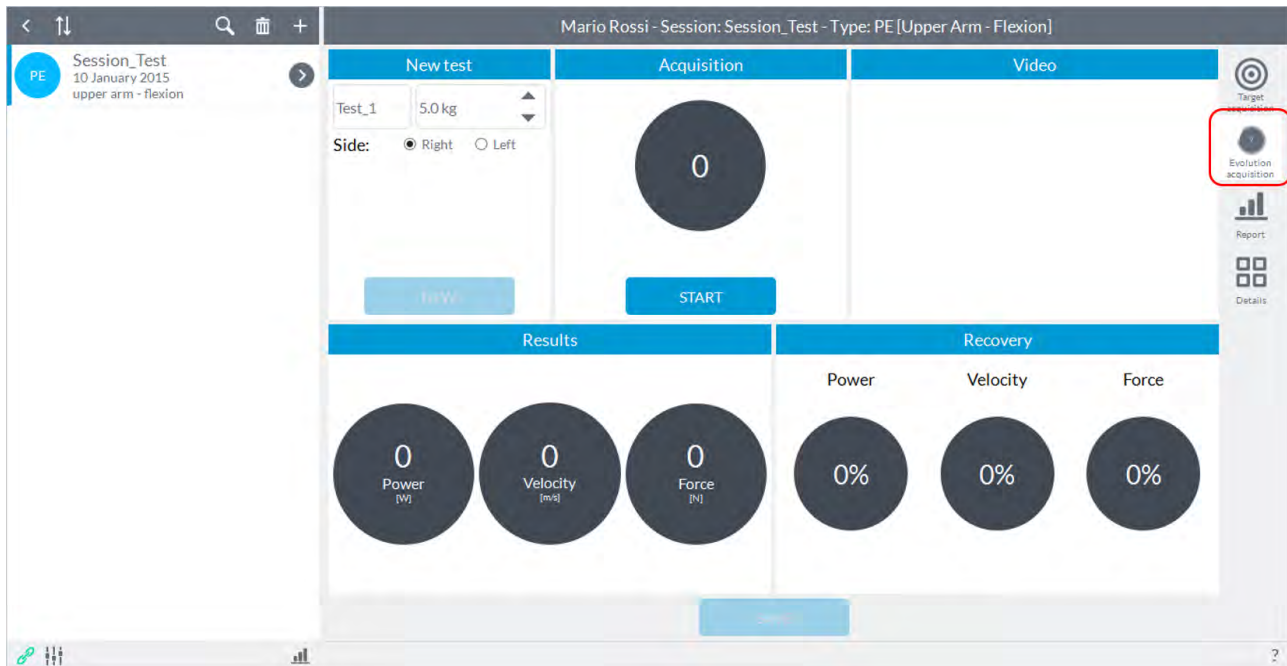 Mario Rossi - Session: Session_Test - Type: PE [Upper Arm - Flexion]
PE
Session_Test
10 January 2015
upper arm - flexion
New test
Test_1
5.0 kg
Side:
Right
Left
Acquisition
0
START
Video
Target
acquisition
Evolution
acquisition
Report
Details
Results
0
Power
[W]
0
Velocity
[m/s]
0
Force
[N]
Recovery
Power
Velocity
Force
0%
0%
0%
?